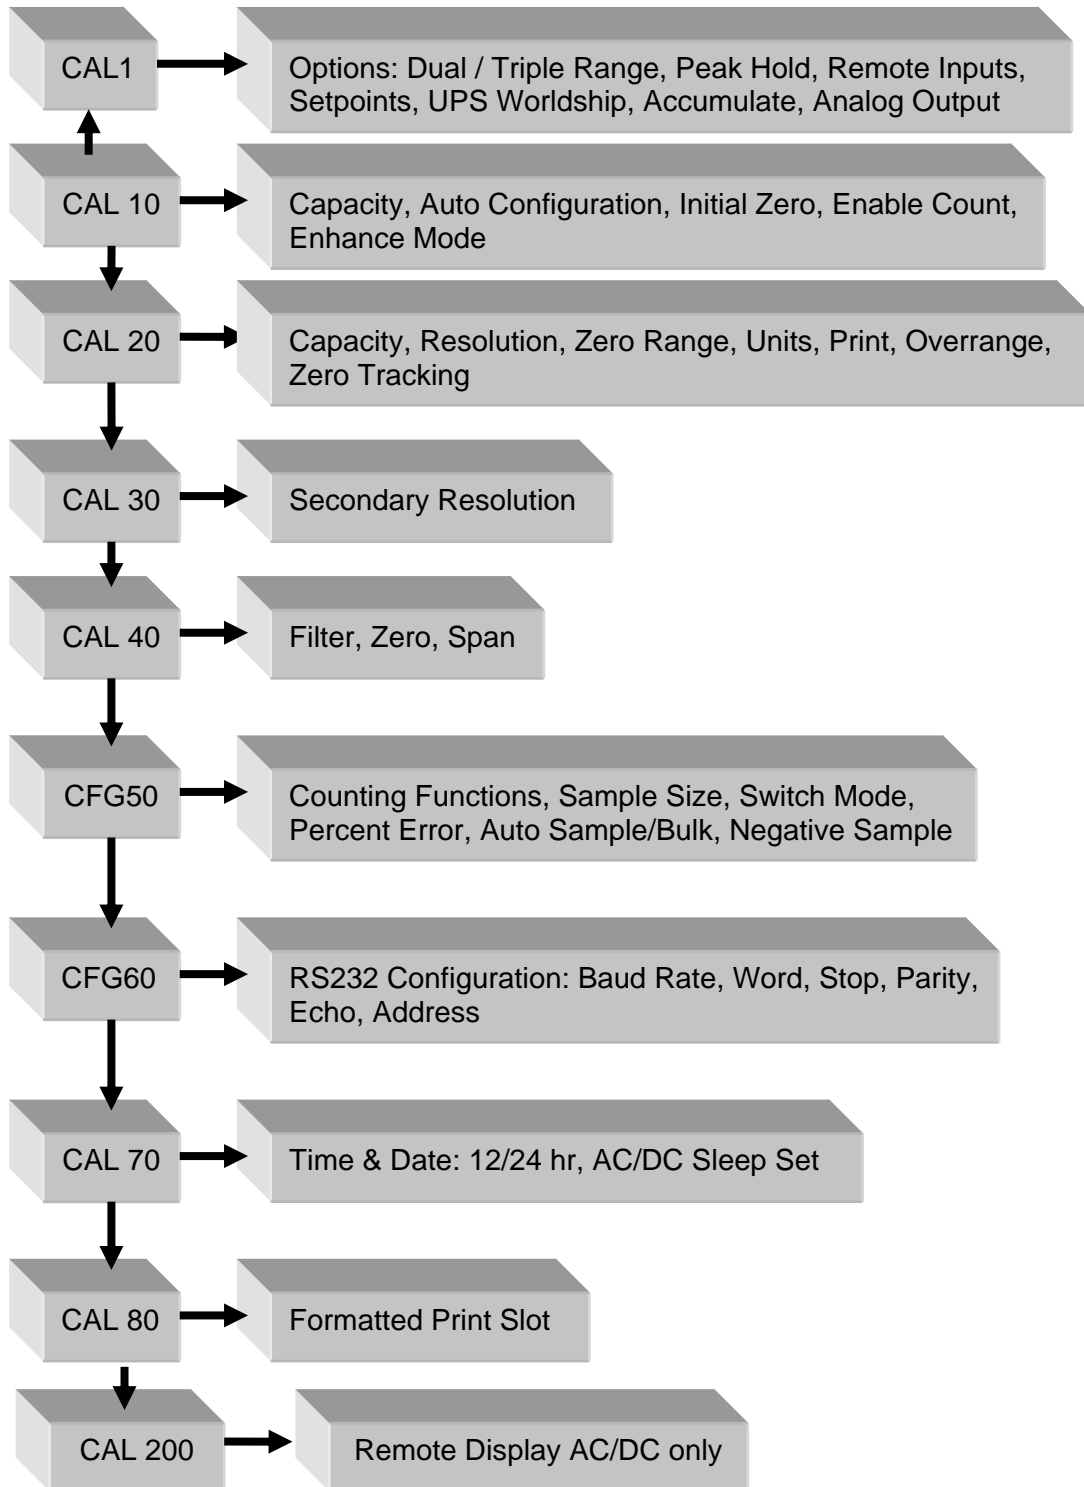 CAL1
Options: Dual / Triple Range, Peak Hold, Remote Inputs,
Setpoints, UPS Worldship, Accumulate, Analog Output
CAL 10
Capacity, Auto Configuration, Initial Zero, Enable Count,
Enhance Mode
CAL 20
Capacity, Resolution, Zero Range, Units, Print, Overrange,
Zero Tracking
CAL 30
Secondary Resolution
CAL 40
Filter, Zero, Span
CFG50
Counting Functions, Sample Size, Switch Mode,
Percent Error, Auto Sample/Bulk, Negative Sample
CFG60
RS232 Configuration: Baud Rate, Word, Stop, Parity,
Echo, Address
CAL 70
Time & Date: 12/24 hr, AC/DC Sleep Set
CAL 80
Formatted Print Slot
CAL 200
Remote Display AC/DC only